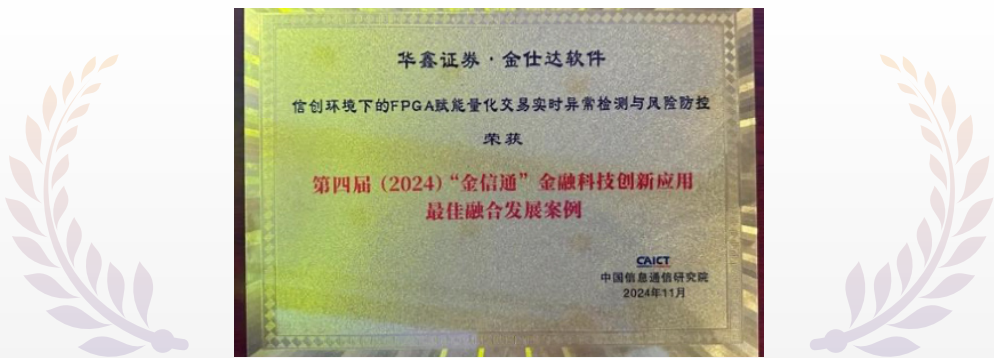 华鑫证券·金仕达软件
信创环境下的FPGA赋能量化交易实时异常检测与风险防控
荣获
第四届（2024）“金信通”金融科技创新应用
最佳融合发展案例
CAICT
中国信息通信研究院
2024年11月